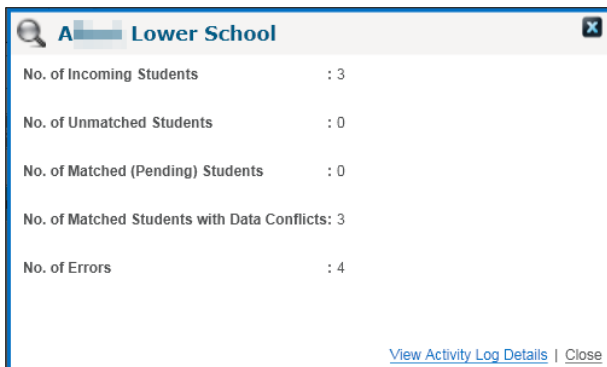 A Lower School
No. of Incoming Students : 3
No. of Unmatched Students : 0
No. of Matched (Pending) Students : 0
No. of Matched Students with Data Conflicts: 3
No. of Errors : 4
View Activity Log Details | Close